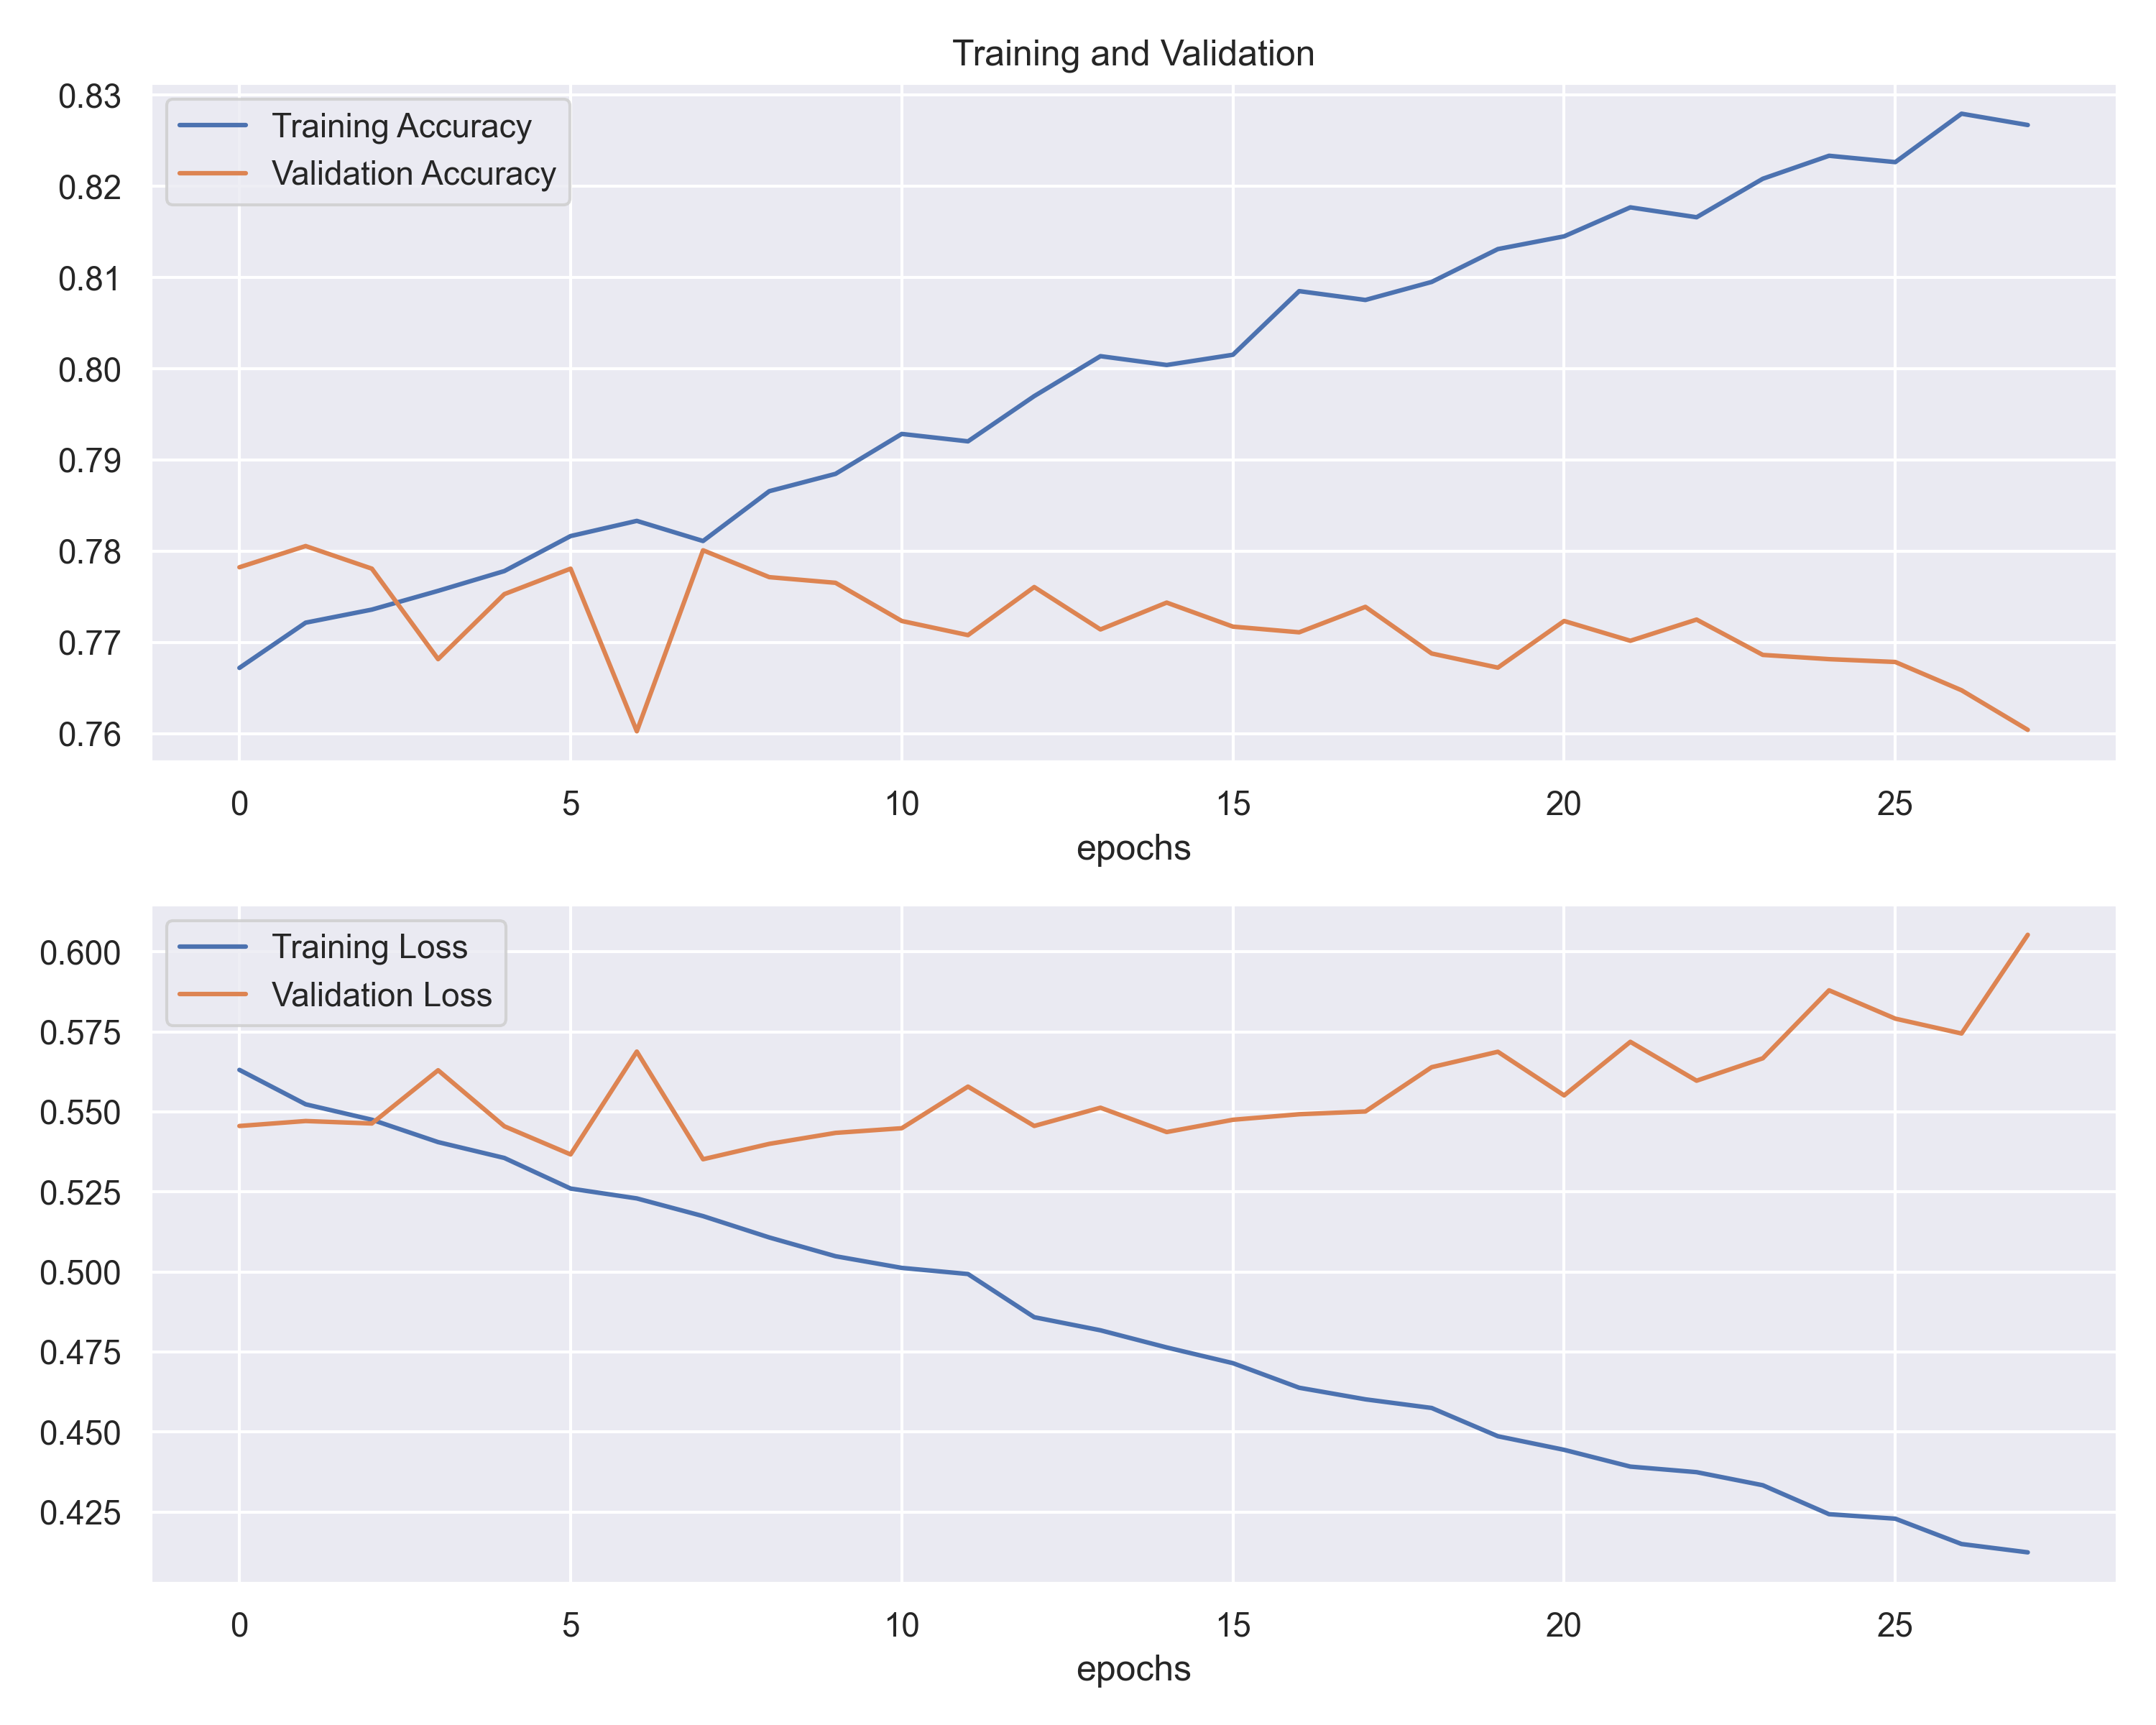 Training and Validation
0.83
0.82
0.81
0.80
0.79
0.78
0.77
0.76
Training Accuracy
Validation Accuracy
0 5 10 15 20 25
epochs
0.600
0.575
0.550
0.525
0.500
0.475
0.450
0.425
Training Loss
Validation Loss
0 5 10 15 20 25
epochs